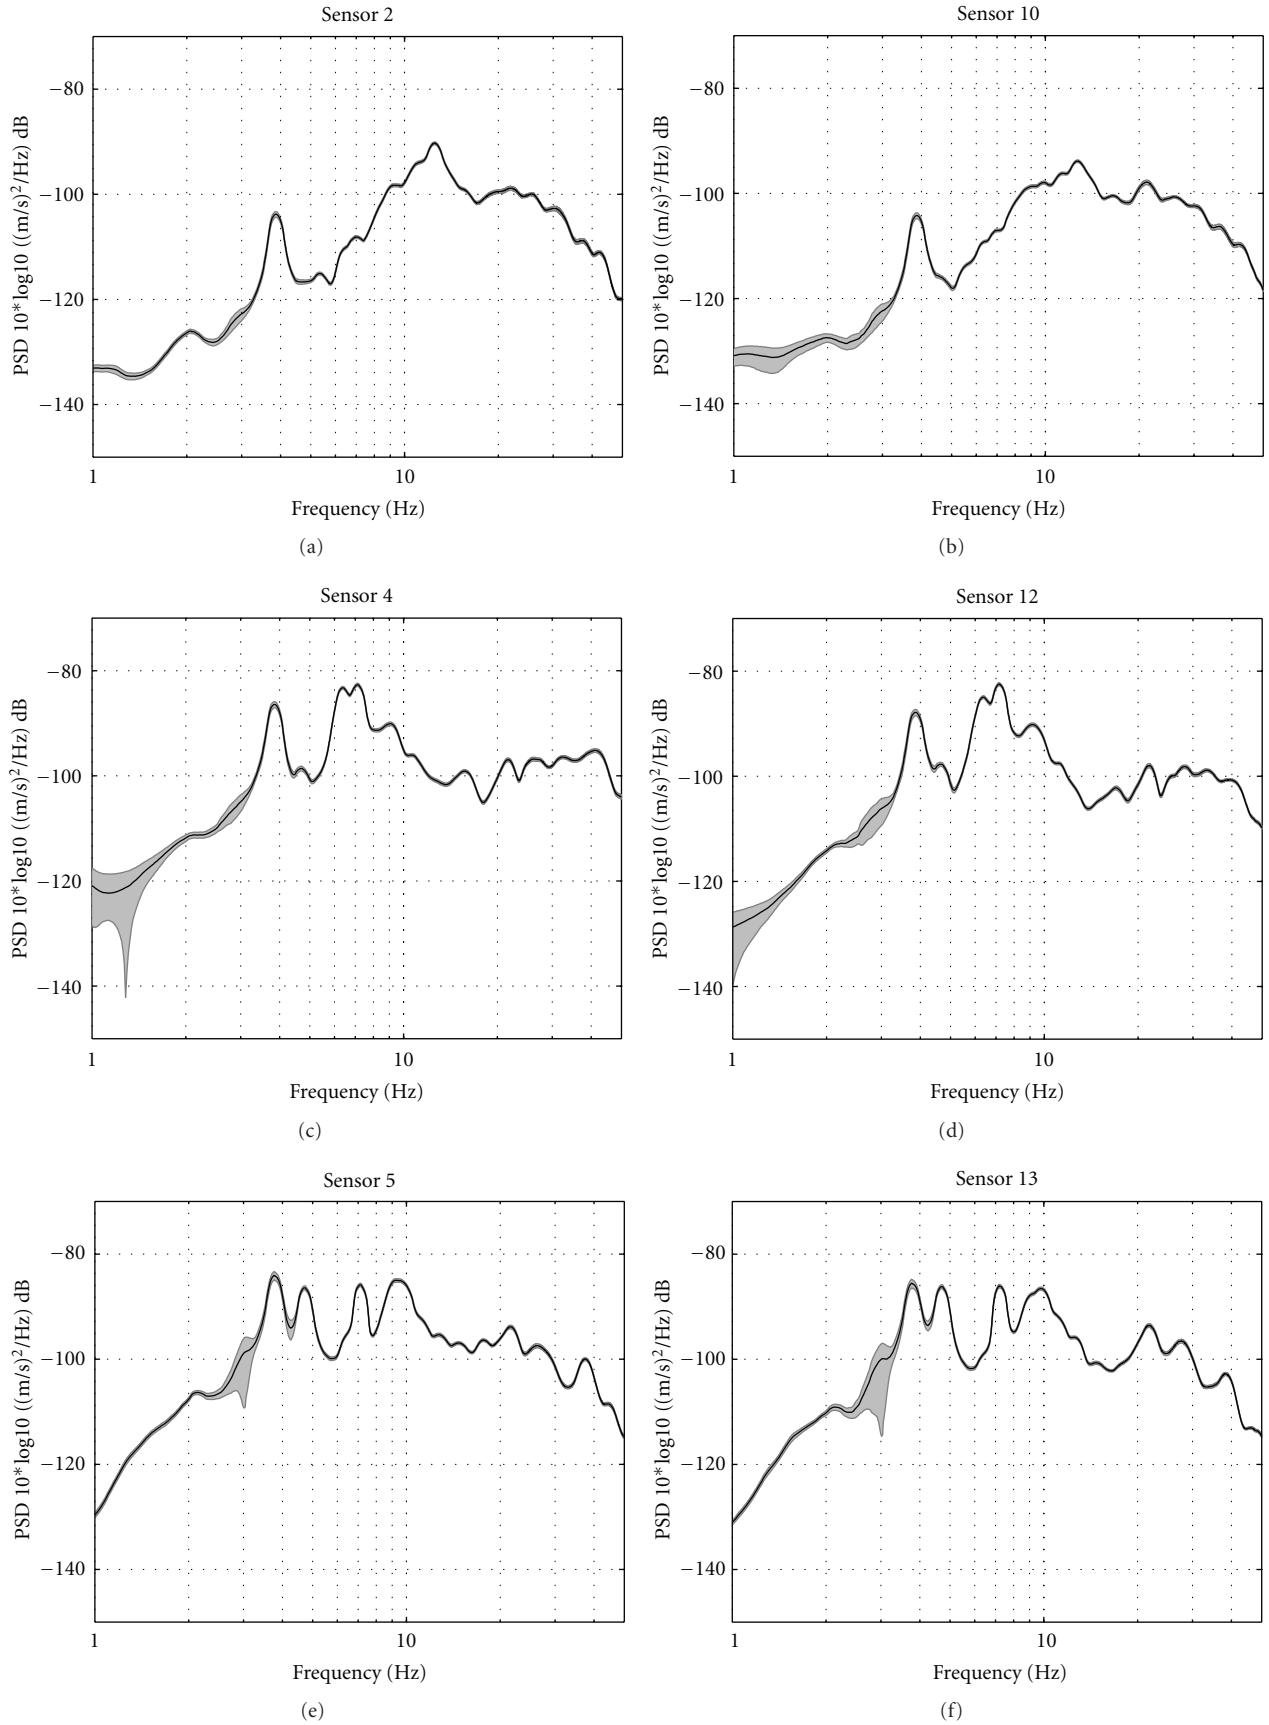 Sensor 2
PSD 10*log10 ((m/s)²/Hz) dB
−80
−100
−120
−140
1
10
Frequency (Hz)
(a)
Sensor 10
PSD 10*log10 ((m/s)²/Hz) dB
−80
−100
−120
−140
1
10
Frequency (Hz)
(b)
Sensor 4
PSD 10*log10 ((m/s)²/Hz) dB
−80
−100
−120
−140
1
10
Frequency (Hz)
(c)
Sensor 12
PSD 10*log10 ((m/s)²/Hz) dB
−80
−100
−120
−140
1
10
Frequency (Hz)
(d)
Sensor 5
PSD 10*log10 ((m/s)²/Hz) dB
−80
−100
−120
−140
1
10
Frequency (Hz)
(e)
Sensor 13
PSD 10*log10 ((m/s)²/Hz) dB
−80
−100
−120
−140
1
10
Frequency (Hz)
(f)